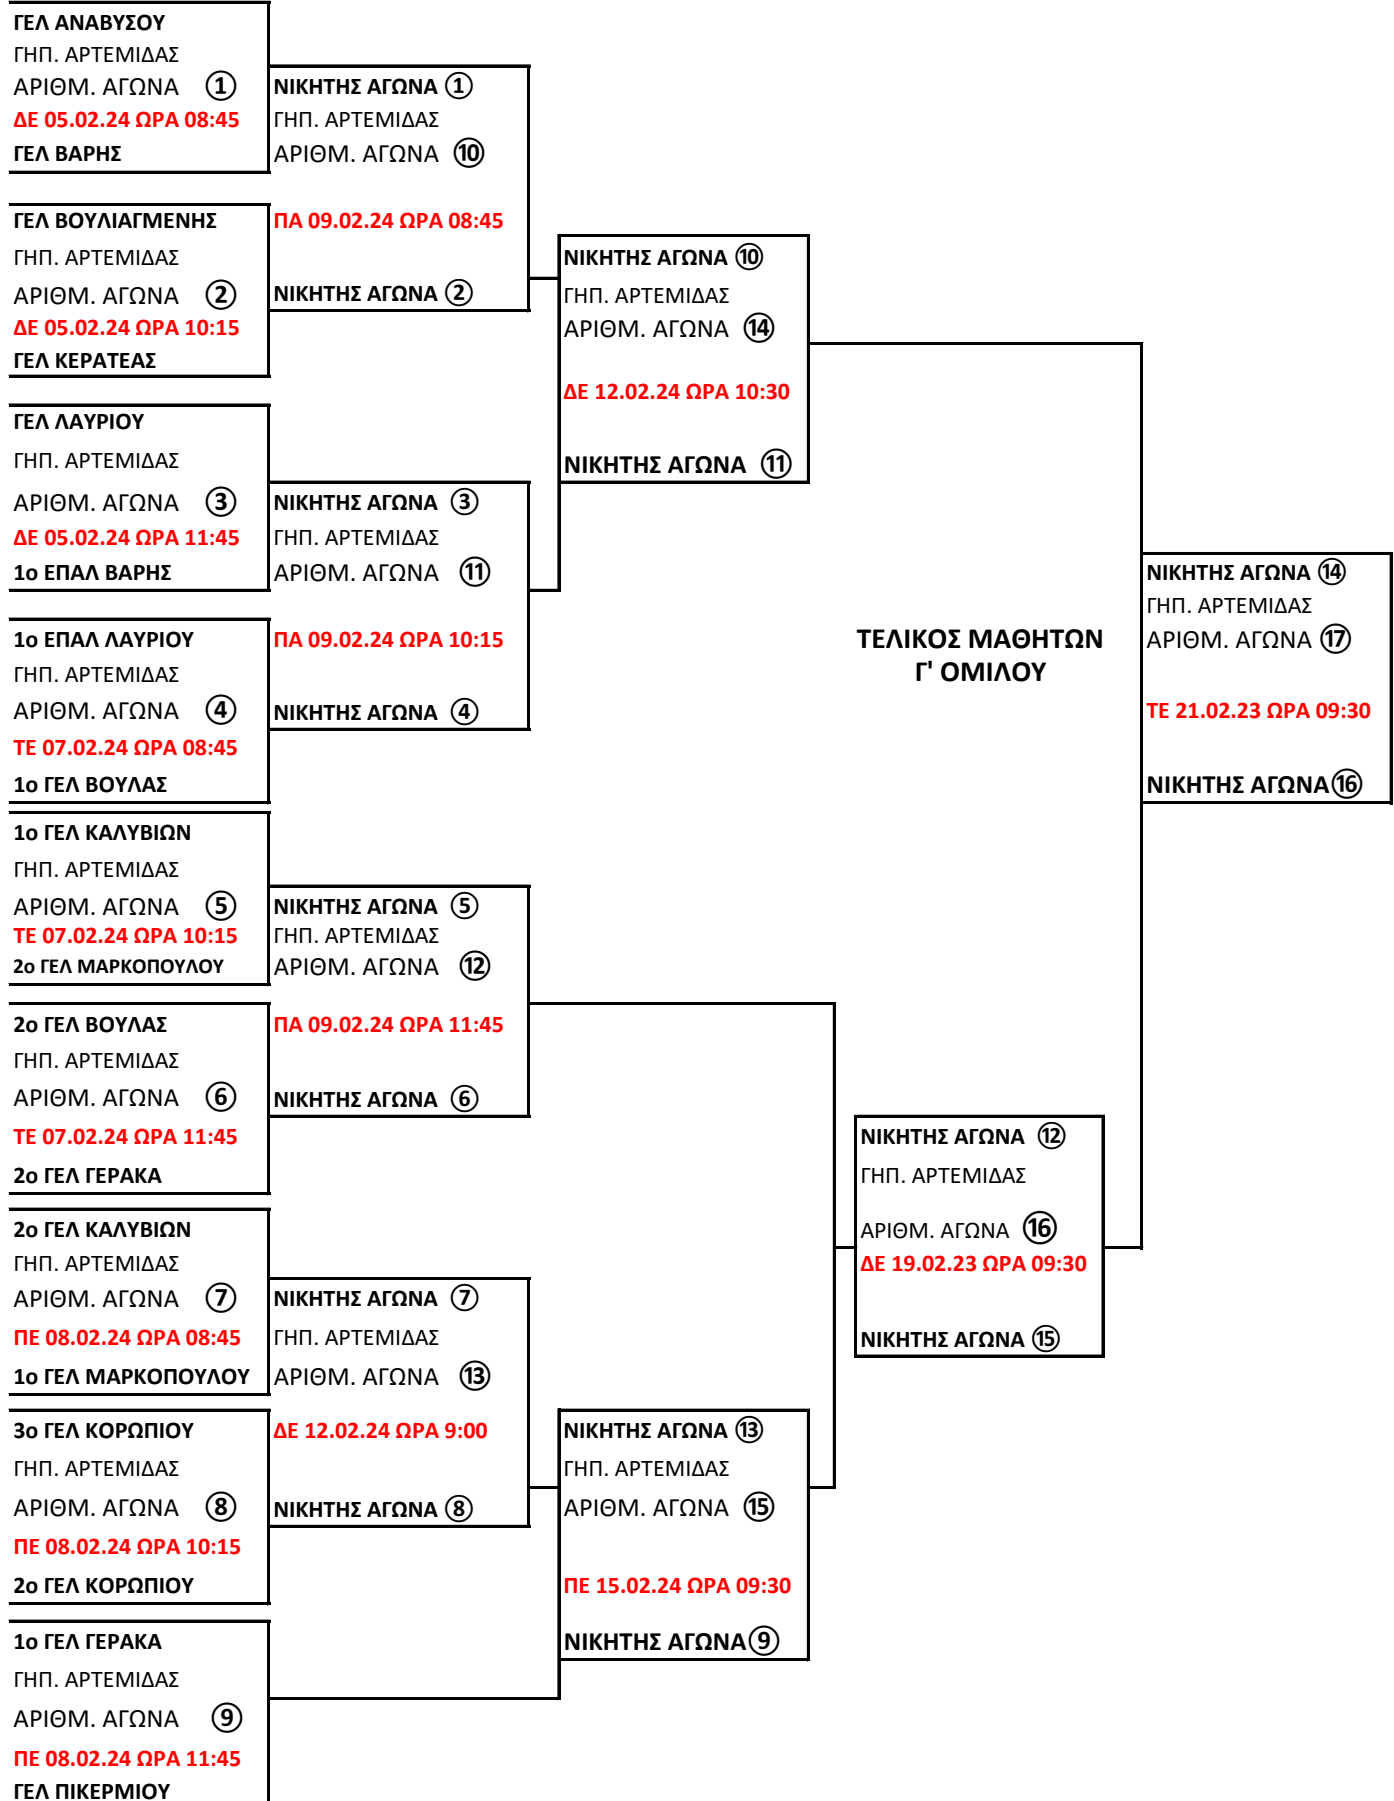 ΓΕΛ ΑΝΑΒΥΣΟΥ
ΓΗΠ. ΑΡΤΕΜΙΔΑΣ
ΑΡΙΘΜ. ΑΓΩΝΑ ①
ΔΕ 05.02.24 ΩΡΑ 08:45
ΓΕΛ ΒΑΡΗΣ
ΓΕΛ ΒΟΥΛΙΑΓΜΕΝΗΣ
ΓΗΠ. ΑΡΤΕΜΙΔΑΣ
ΑΡΙΘΜ. ΑΓΩΝΑ ②
ΔΕ 05.02.24 ΩΡΑ 10:15
ΓΕΛ ΚΕΡΑΤΕΑΣ
ΓΕΛ ΛΑΥΡΙΟΥ
ΓΗΠ. ΑΡΤΕΜΙΔΑΣ
ΑΡΙΘΜ. ΑΓΩΝΑ ③
ΔΕ 05.02.24 ΩΡΑ 11:45
1ο ΕΠΑΛ ΒΑΡΗΣ
1ο ΕΠΑΛ ΛΑΥΡΙΟΥ
ΓΗΠ. ΑΡΤΕΜΙΔΑΣ
ΑΡΙΘΜ. ΑΓΩΝΑ ④
ΤΕ 07.02.24 ΩΡΑ 08:45
1ο ΓΕΛ ΒΟΥΛΑΣ
1ο ΓΕΛ ΚΑΛΥΒΙΩΝ
ΓΗΠ. ΑΡΤΕΜΙΔΑΣ
ΑΡΙΘΜ. ΑΓΩΝΑ ⑤
ΤΕ 07.02.24 ΩΡΑ 10:15
2ο ΓΕΛ ΜΑΡΚΟΠΟΥΛΟΥ
2ο ΓΕΛ ΒΟΥΛΑΣ
ΓΗΠ. ΑΡΤΕΜΙΔΑΣ
ΑΡΙΘΜ. ΑΓΩΝΑ ⑥
ΤΕ 07.02.24 ΩΡΑ 11:45
2ο ΓΕΛ ΓΕΡΑΚΑ
2ο ΓΕΛ ΚΑΛΥΒΙΩΝ
ΓΗΠ. ΑΡΤΕΜΙΔΑΣ
ΑΡΙΘΜ. ΑΓΩΝΑ ⑦
ΠΕ 08.02.24 ΩΡΑ 08:45
1ο ΓΕΛ ΜΑΡΚΟΠΟΥΛΟΥ
3ο ΓΕΛ ΚΟΡΩΠΙΟΥ
ΓΗΠ. ΑΡΤΕΜΙΔΑΣ
ΑΡΙΘΜ. ΑΓΩΝΑ ⑧
ΠΕ 08.02.24 ΩΡΑ 10:15
2ο ΓΕΛ ΚΟΡΩΠΙΟΥ
1ο ΓΕΛ ΓΕΡΑΚΑ
ΓΗΠ. ΑΡΤΕΜΙΔΑΣ
ΑΡΙΘΜ. ΑΓΩΝΑ ⑨
ΠΕ 08.02.24 ΩΡΑ 11:45
ΓΕΛ ΠΙΚΕΡΜΙΟΥ
ΝΙΚΗΤΗΣ ΑΓΩΝΑ ①
ΓΗΠ. ΑΡΤΕΜΙΔΑΣ
ΑΡΙΘΜ. ΑΓΩΝΑ ⑩
ΠΑ 09.02.24 ΩΡΑ 08:45
ΝΙΚΗΤΗΣ ΑΓΩΝΑ ②
ΝΙΚΗΤΗΣ ΑΓΩΝΑ ③
ΓΗΠ. ΑΡΤΕΜΙΔΑΣ
ΑΡΙΘΜ. ΑΓΩΝΑ ⑪
ΠΑ 09.02.24 ΩΡΑ 10:15
ΝΙΚΗΤΗΣ ΑΓΩΝΑ ④
ΝΙΚΗΤΗΣ ΑΓΩΝΑ ⑤
ΓΗΠ. ΑΡΤΕΜΙΔΑΣ
ΑΡΙΘΜ. ΑΓΩΝΑ ⑫
ΠΑ 09.02.24 ΩΡΑ 11:45
ΝΙΚΗΤΗΣ ΑΓΩΝΑ ⑥
ΝΙΚΗΤΗΣ ΑΓΩΝΑ ⑦
ΓΗΠ. ΑΡΤΕΜΙΔΑΣ
ΑΡΙΘΜ. ΑΓΩΝΑ ⑬
ΔΕ 12.02.24 ΩΡΑ 9:00
ΝΙΚΗΤΗΣ ΑΓΩΝΑ ⑧
ΝΙΚΗΤΗΣ ΑΓΩΝΑ ⑩
ΓΗΠ. ΑΡΤΕΜΙΔΑΣ
ΑΡΙΘΜ. ΑΓΩΝΑ ⑭
ΔΕ 12.02.24 ΩΡΑ 10:30
ΝΙΚΗΤΗΣ ΑΓΩΝΑ ⑪
ΝΙΚΗΤΗΣ ΑΓΩΝΑ ⑬
ΓΗΠ. ΑΡΤΕΜΙΔΑΣ
ΑΡΙΘΜ. ΑΓΩΝΑ ⑮
ΠΕ 15.02.24 ΩΡΑ 09:30
ΝΙΚΗΤΗΣ ΑΓΩΝΑ ⑨
ΝΙΚΗΤΗΣ ΑΓΩΝΑ ⑫
ΓΗΠ. ΑΡΤΕΜΙΔΑΣ
ΑΡΙΘΜ. ΑΓΩΝΑ ⑯
ΔΕ 19.02.23 ΩΡΑ 09:30
ΝΙΚΗΤΗΣ ΑΓΩΝΑ ⑮
ΤΕΛΙΚΟΣ ΜΑΘΗΤΩΝ
Γ' ΟΜΙΛΟΥ
ΝΙΚΗΤΗΣ ΑΓΩΝΑ ⑭
ΓΗΠ. ΑΡΤΕΜΙΔΑΣ
ΑΡΙΘΜ. ΑΓΩΝΑ ⑰
ΤΕ 21.02.23 ΩΡΑ 09:30
ΝΙΚΗΤΗΣ ΑΓΩΝΑ ⑯